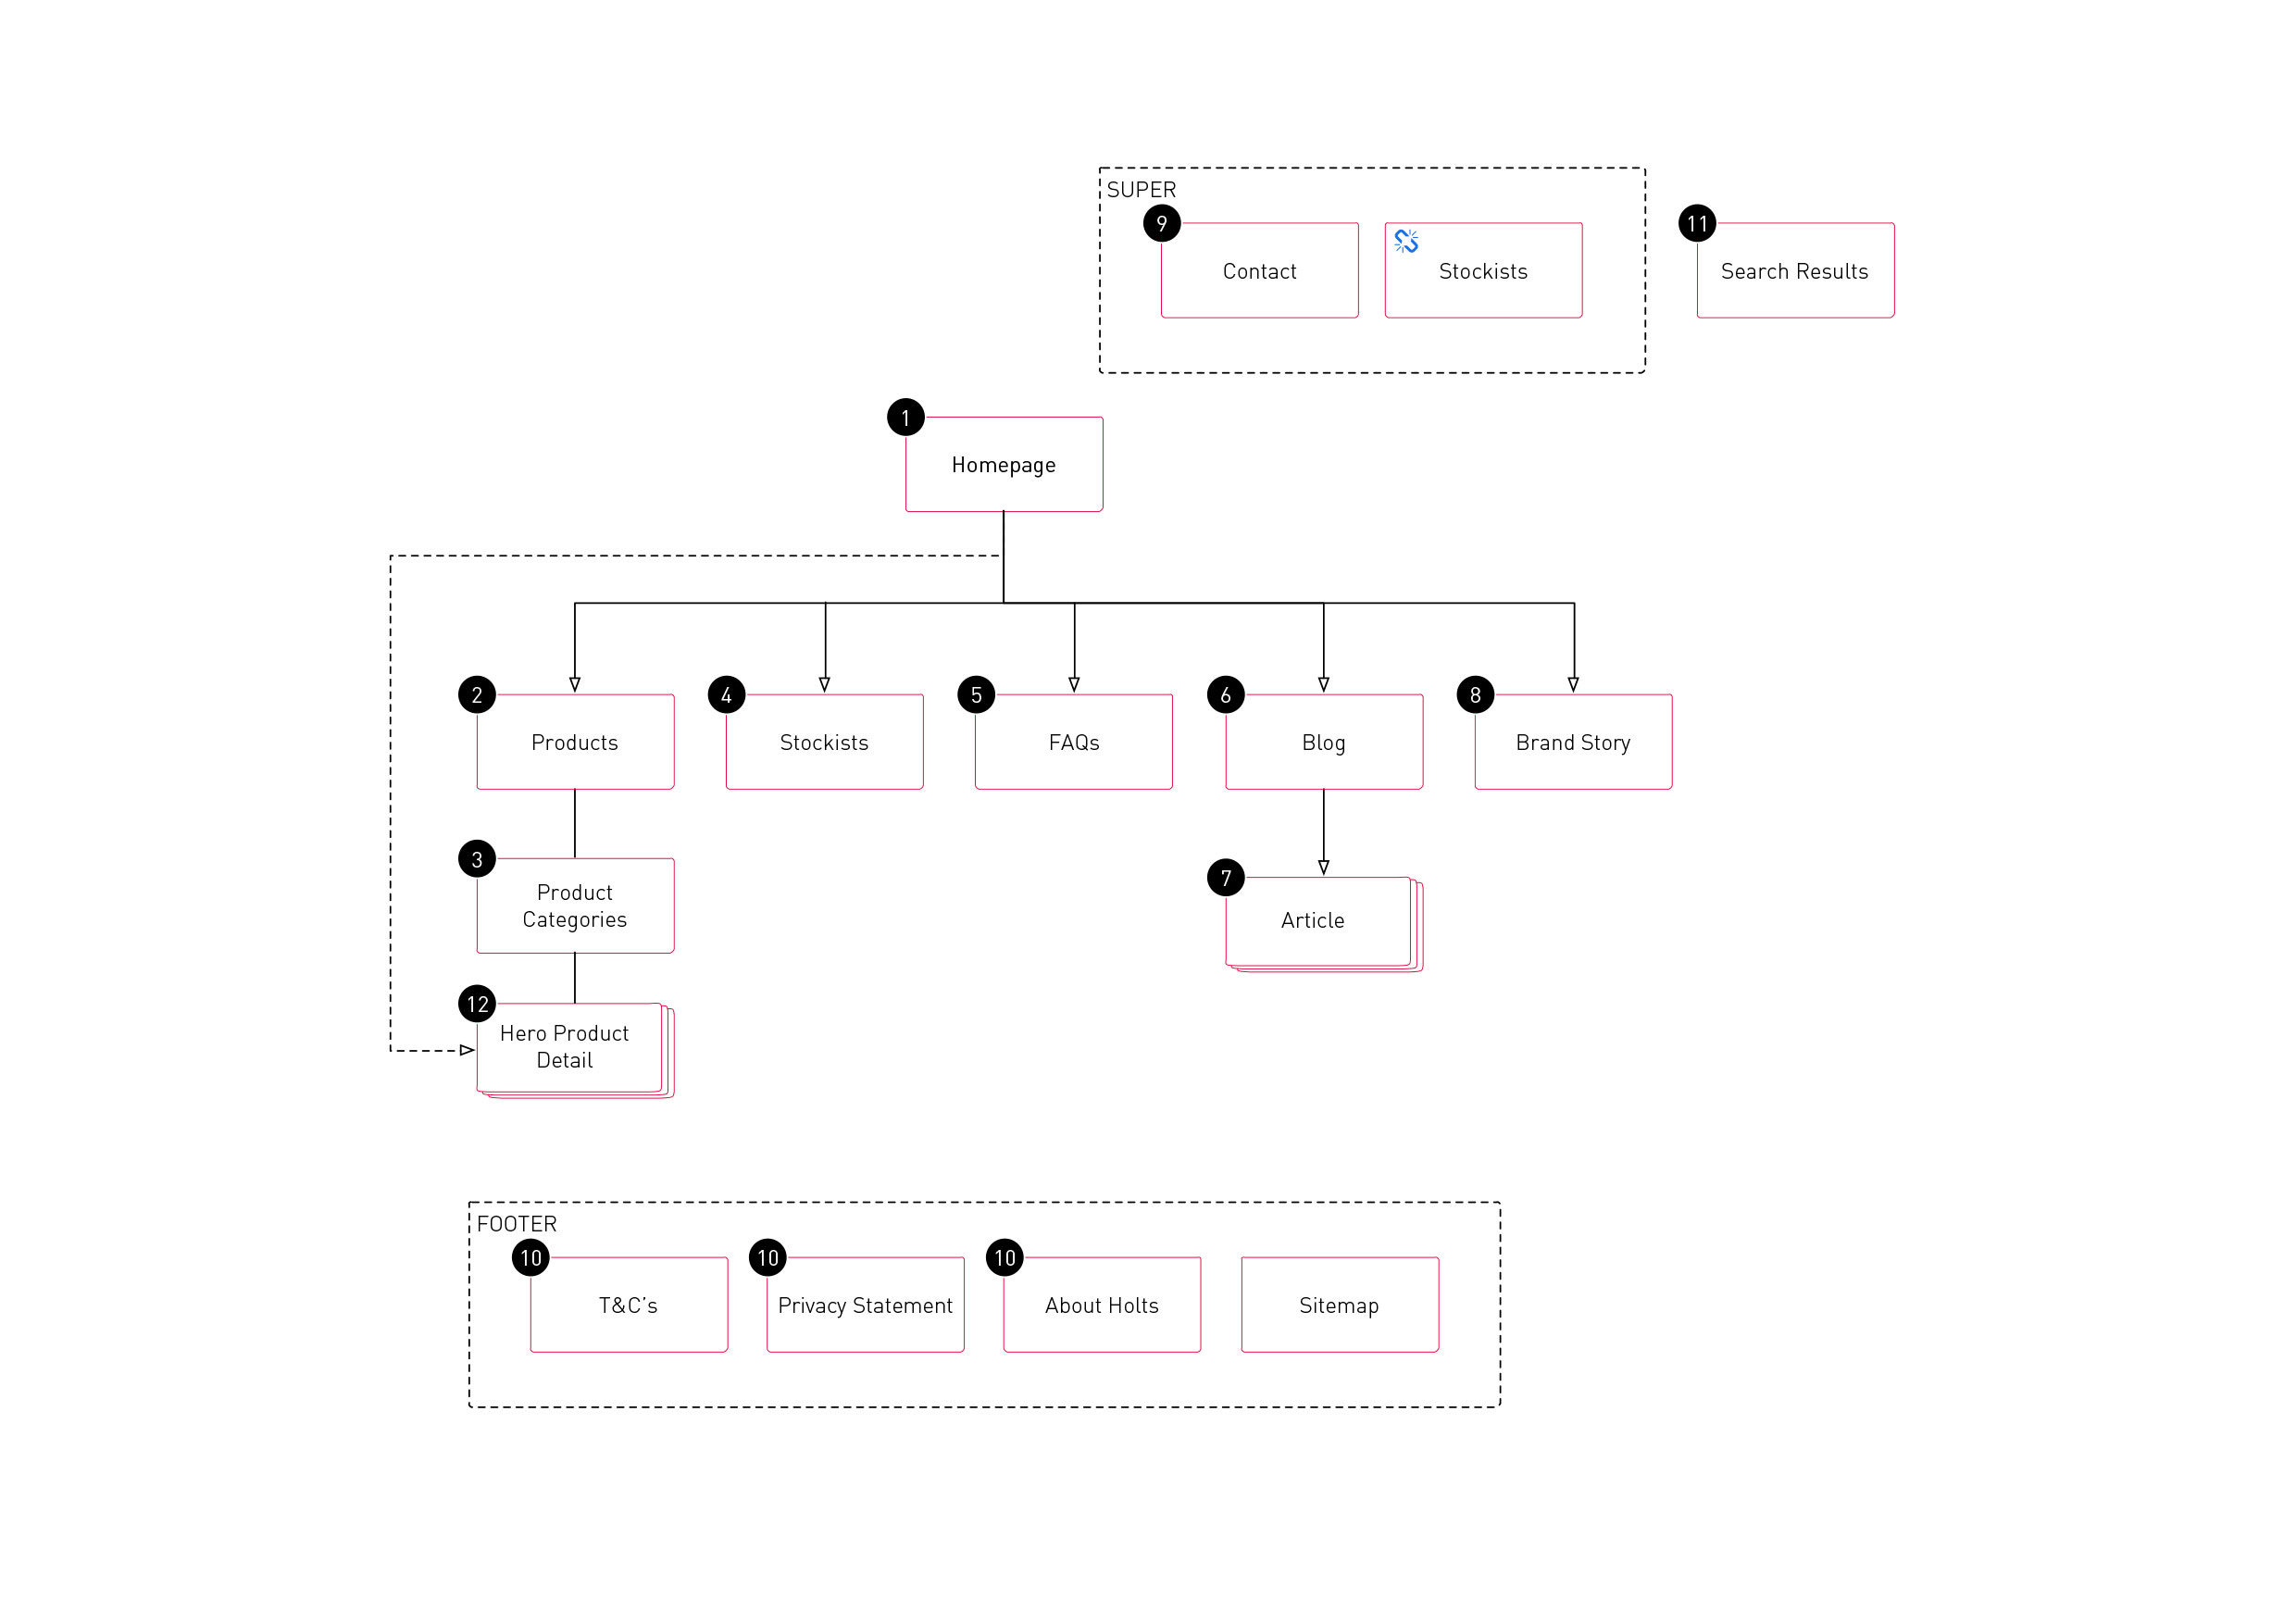 SUPER
9
Contact
Stockists
11
Search Results
1
Homepage
2
Products
4
Stockists
5
FAQs
6
Blog
8
Brand Story
3
Product
Categories
7
Article
12
Hero Product
Detail
FOOTER
10
T&C’s
10
Privacy Statement
10
About Holts
Sitemap